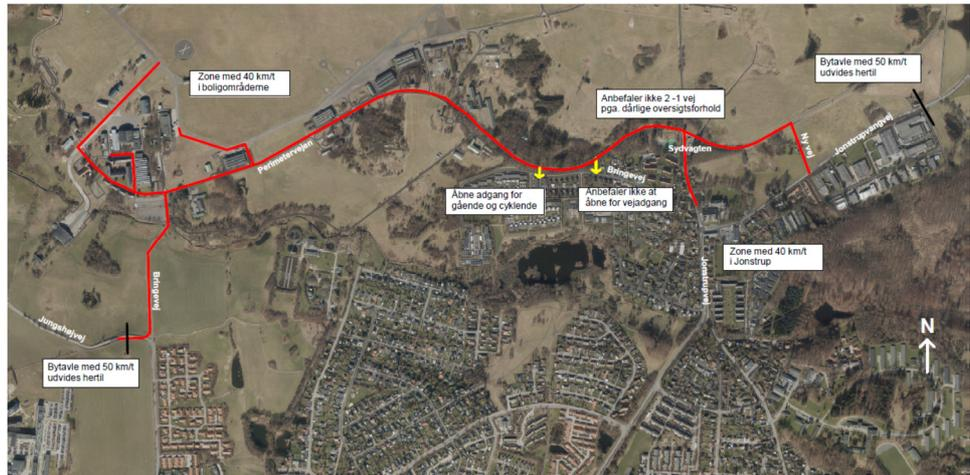 Bytavle med 50 km/t
udvides hertil
Zone med 40 km/t
i boligområderne
Anbefaler ikke 2 -1 vej
pga. dårlige oversigtsforhold
Jonstrupvangvej
Ny vej
Sydvagten
Perimetervejen
Bringevej
Åbne adgang for
gående og cyklende
Anbefaler ikke at
åbne for vejadgang
Zone med 40 km/t
i Jonstrup
Jonstrupvej
Bringevej
Jungshøjvej
N
Bytavle med 50 km/t
udvides hertil